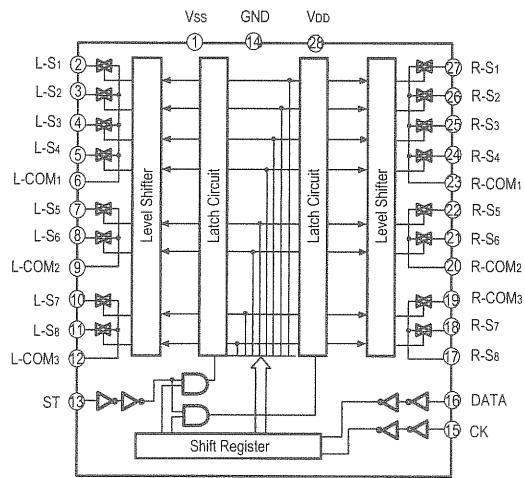 VSS GND VDD
1 14 28
L-S1 2
L-S2 3
L-S3 4
L-S4 5
L-COM1 6
L-S5 7
L-S6 8
L-COM2 9
L-S7 10
L-S8 11
L-COM3 12
ST 13
Level Shifter
Latch Circuit
Latch Circuit
Level Shifter
27 R-S1
26 R-S2
25 R-S3
24 R-S4
23 R-COM1
22 R-S5
21 R-S6
20 R-COM2
19 R-COM3
18 R-S7
17 R-S8
16 DATA
15 CK
Shift Register